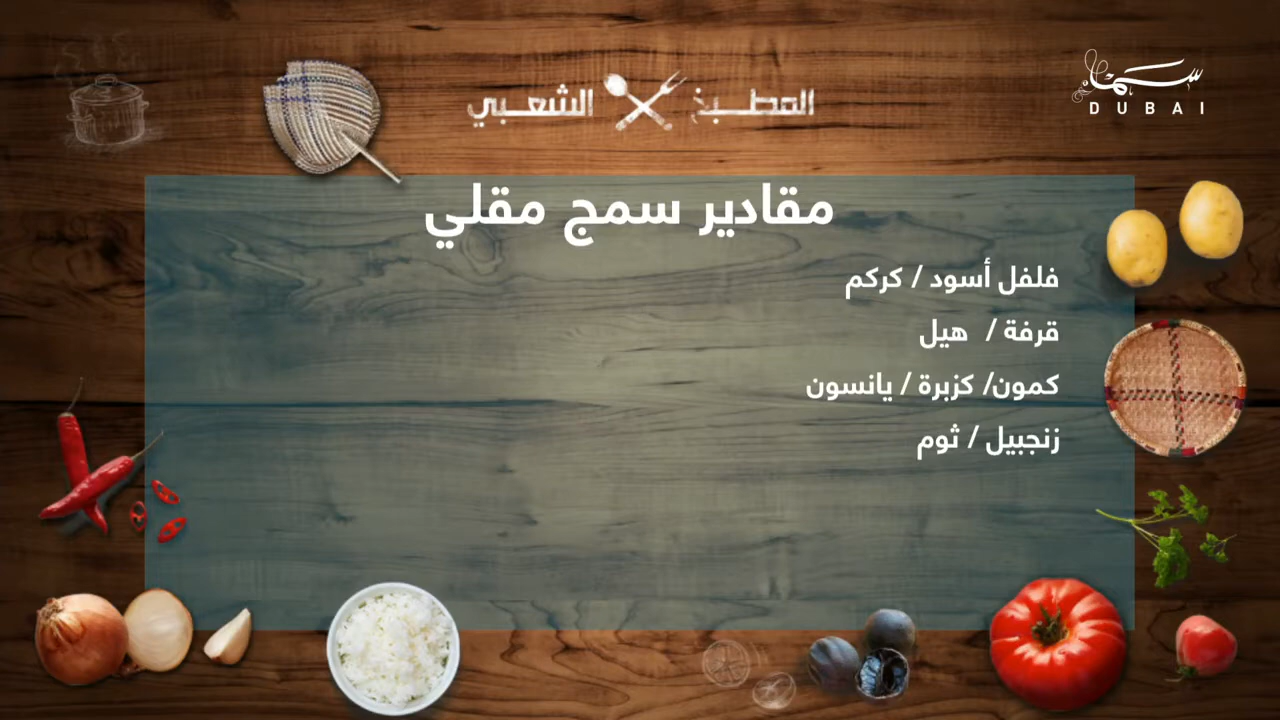 المطبخ الشعبي
سما
DUBAI
مقادير سمج مقلي
فلفل أسود / كركم
قرفة / هيل
كمون/ كزبرة / يانسون
زنجبيل / ثوم